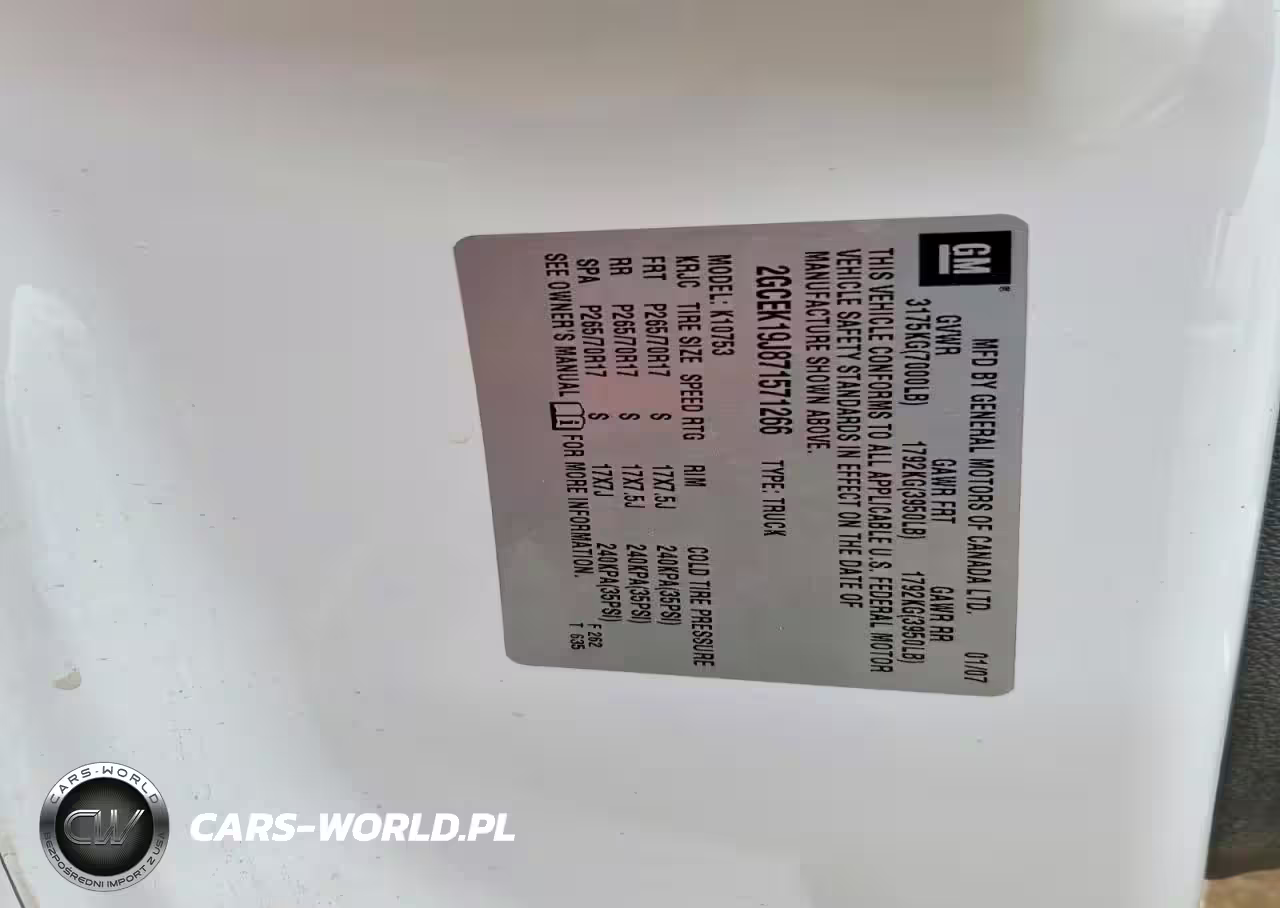 GM
MFD BY GENERAL MOTORS OF CANADA LTD. 01/07
GVWR GAWR FRT GAWR RR
3175KG(7000LB) 1792KG(3950LB) 1792KG(3950LB)
THIS VEHICLE CONFORMS TO ALL APPLICABLE U.S. FEDERAL MOTOR
VEHICLE SAFETY STANDARDS IN EFFECT ON THE DATE OF
MANUFACTURE SHOWN ABOVE.
2GCEK19J871571266 TYPE: TRUCK
MODEL: K10753
KRJC TIRE SIZE SPEED RTG RIM COLD TIRE PRESSURE
FRT P265/70R17 S 17X7.5J 240KPA(35PSI)
RR P265/70R17 S 17X7.5J 240KPA(35PSI)
SPA P265/70R17 S 17X7J 240KPA(35PSI)
SEE OWNER'S MANUAL FOR MORE INFORMATION.
F 262
T 635
CARS-WORLD
CW
BEZPOŚREDNI IMPORT Z USA
CARS-WORLD.PL